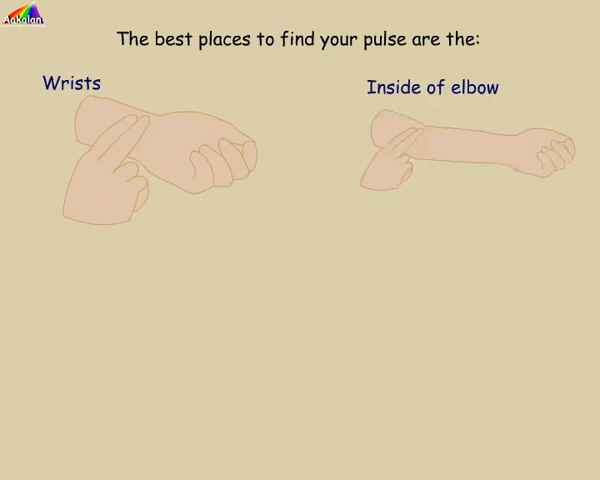 Aakalan
The best places to find your pulse are the:
Wrists
Inside of elbow